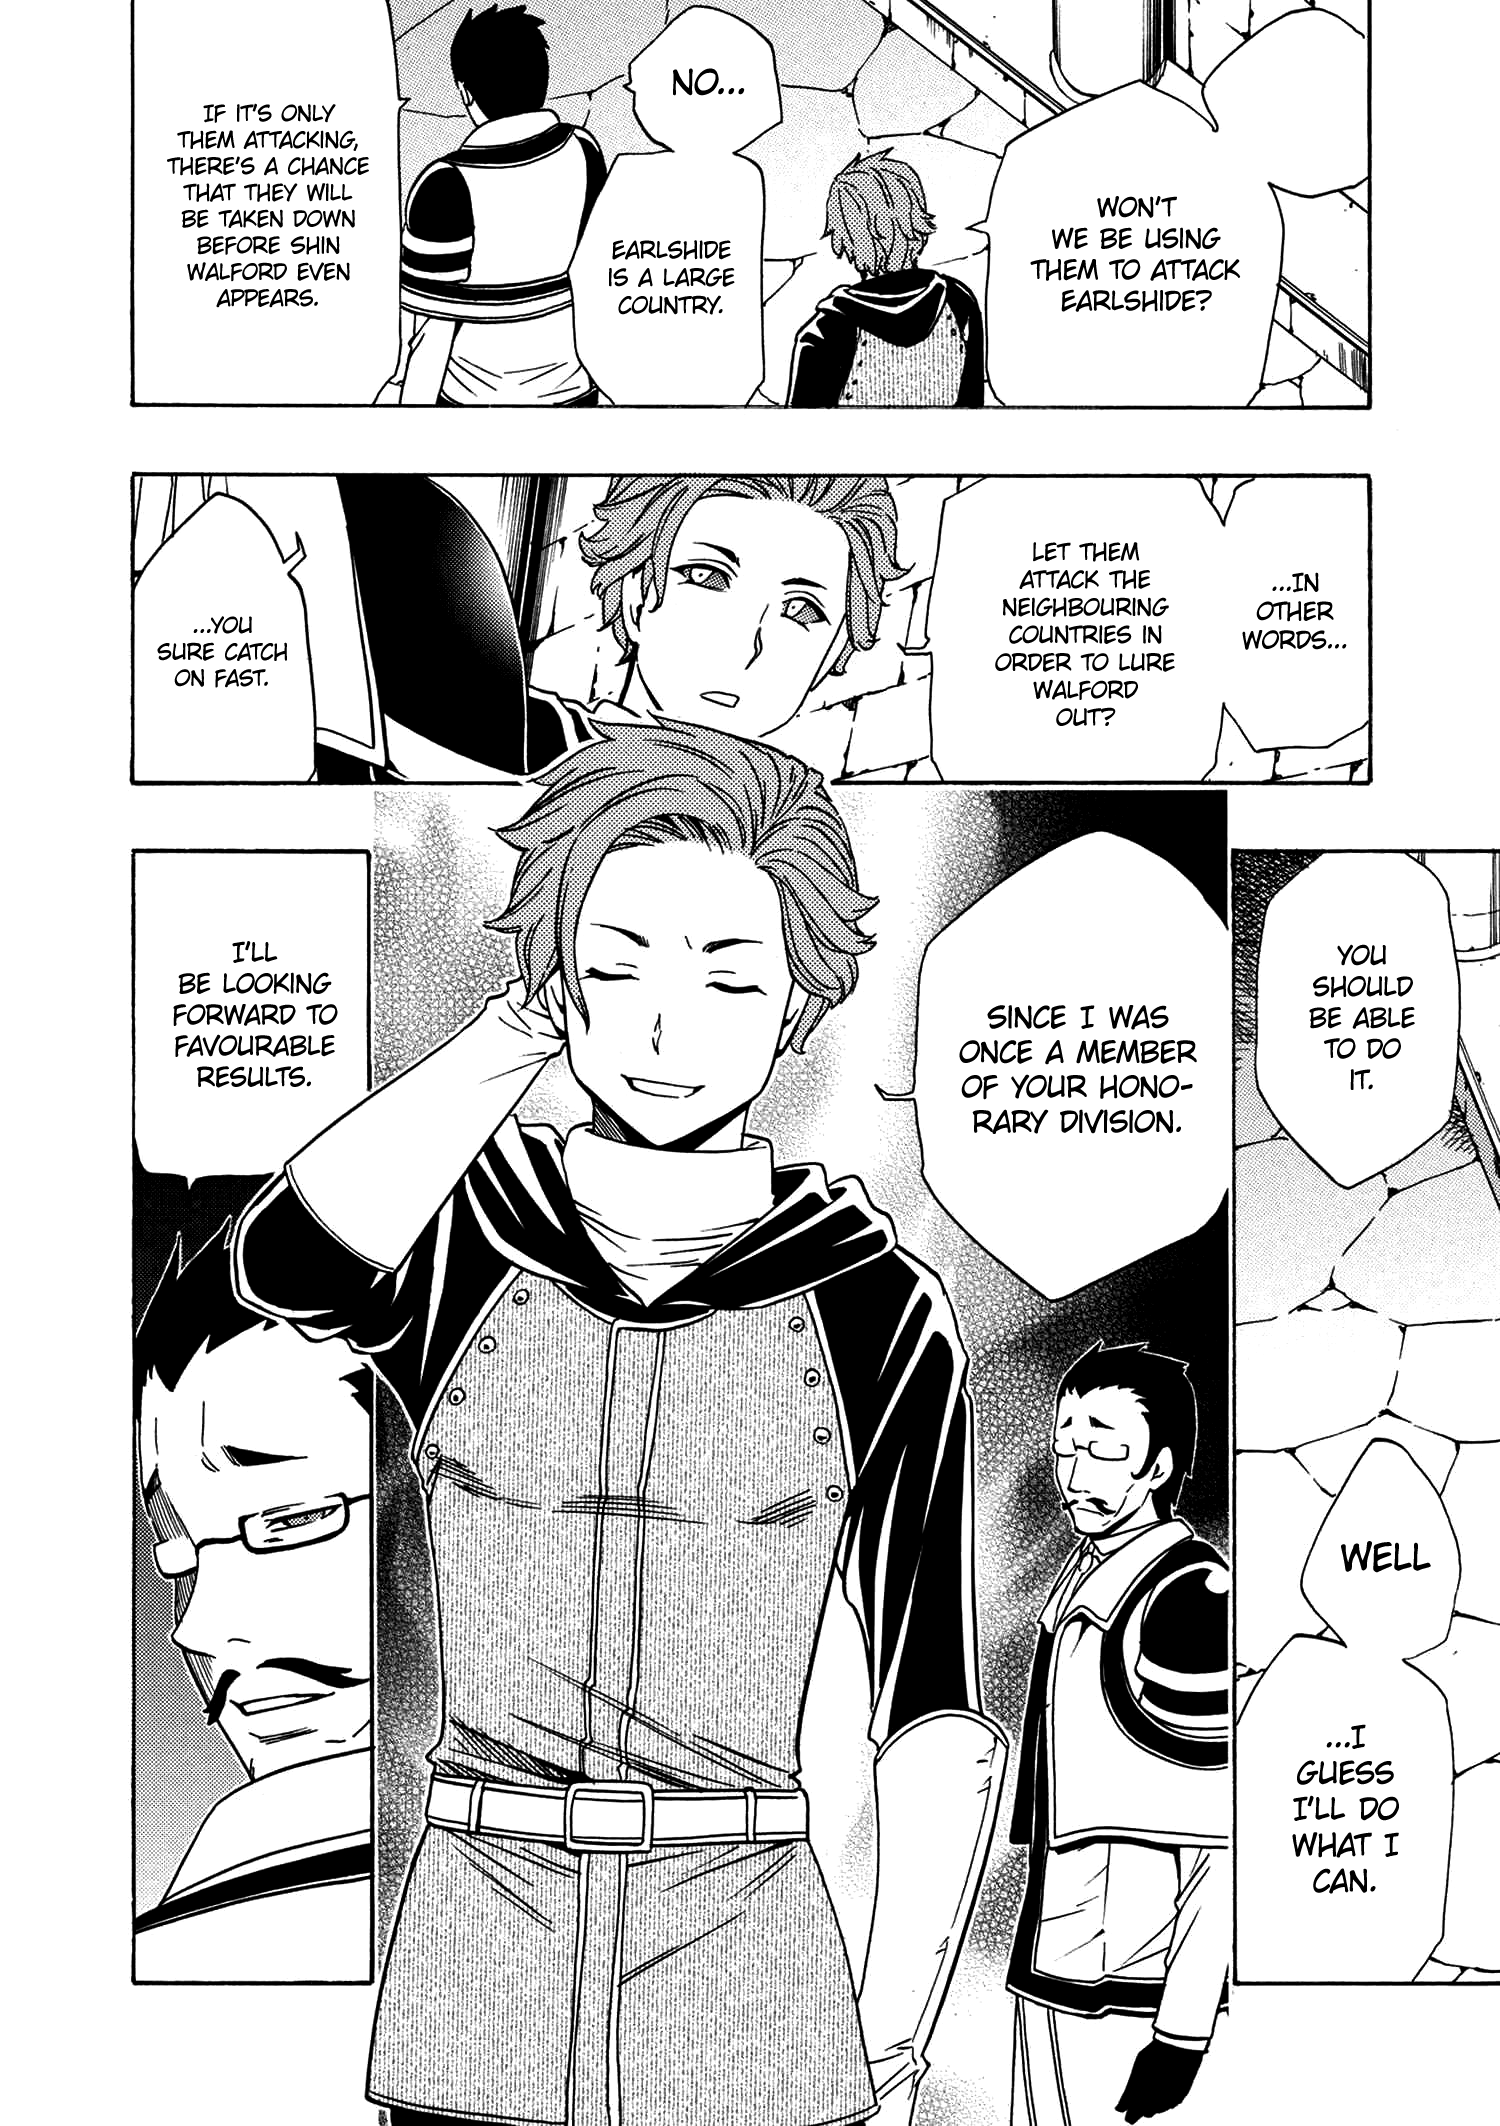 WON'T
WE BE USING
THEM TO ATTACK
EARLSHIDE?
NO...
EARLSHIDE
IS A LARGE
COUNTRY.
IF IT'S ONLY
THEM ATTACKING,
THERE'S A CHANCE
THAT THEY WILL
BE TAKEN DOWN
BEFORE SHIN
WALFORD EVEN
APPEARS.
...IN
OTHER
WORDS...
LET THEM
ATTACK THE
NEIGHBOURING
COUNTRIES IN
ORDER TO LURE
WALFORD
OUT?
...YOU
SURE CATCH
ON FAST.
YOU
SHOULD
BE ABLE
TO DO
IT.
WELL
...I
GUESS
I'LL DO
WHAT I
CAN.
SINCE I WAS
ONCE A MEMBER
OF YOUR HONO-
RARY DIVISION.
I'LL
BE LOOKING
FORWARD TO
FAVOURABLE
RESULTS.